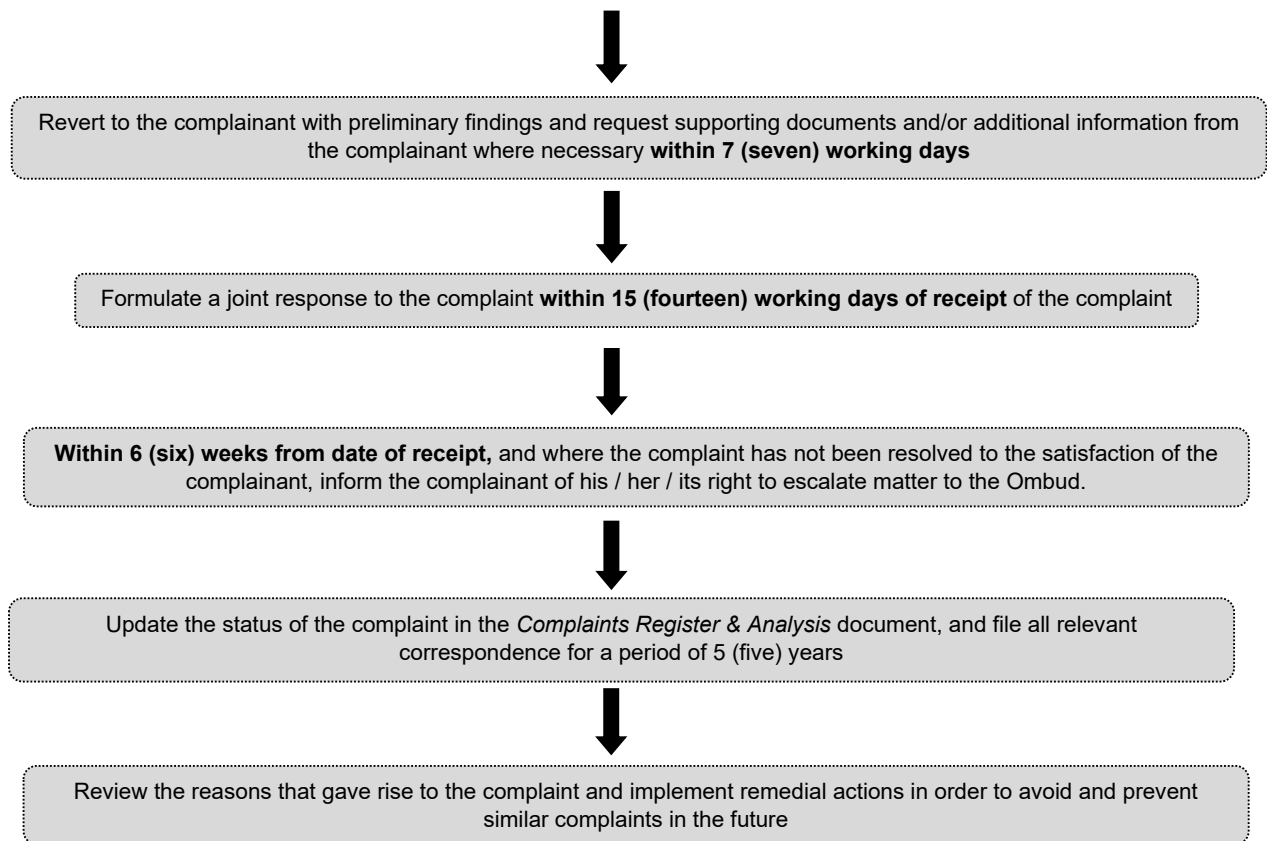 Revert to the complainant with preliminary findings and request supporting documents and/or additional information from
the complainant where necessary within 7 (seven) working days
Formulate a joint response to the complaint within 15 (fourteen) working days of receipt of the complaint
Within 6 (six) weeks from date of receipt, and where the complaint has not been resolved to the satisfaction of the
complainant, inform the complainant of his / her / its right to escalate matter to the Ombud.
Update the status of the complaint in the Complaints Register & Analysis document, and file all relevant
correspondence for a period of 5 (five) years
Review the reasons that gave rise to the complaint and implement remedial actions in order to avoid and prevent
similar complaints in the future